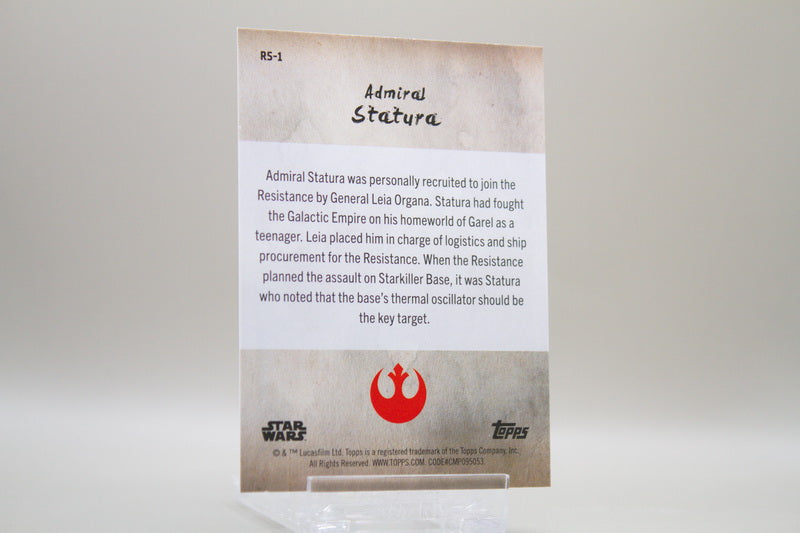 R5-1
Admiral
Statura
Admiral Statura was personally recruited to join the
Resistance by General Leia Organa. Statura had fought
the Galactic Empire on his homeworld of Garel as a
teenager. Leia placed him in charge of logistics and ship
procurement for the Resistance. When the Resistance
planned the assault on Starkiller Base, it was Statura
who noted that the base's thermal oscillator should be
the key target.
STAR
WARS
Topps
© & ™ Lucasfilm Ltd. Topps is a registered trademark of the Topps Company, Inc.
All Rights Reserved. WWW.TOPPS.COM. CODE#CMP095053.